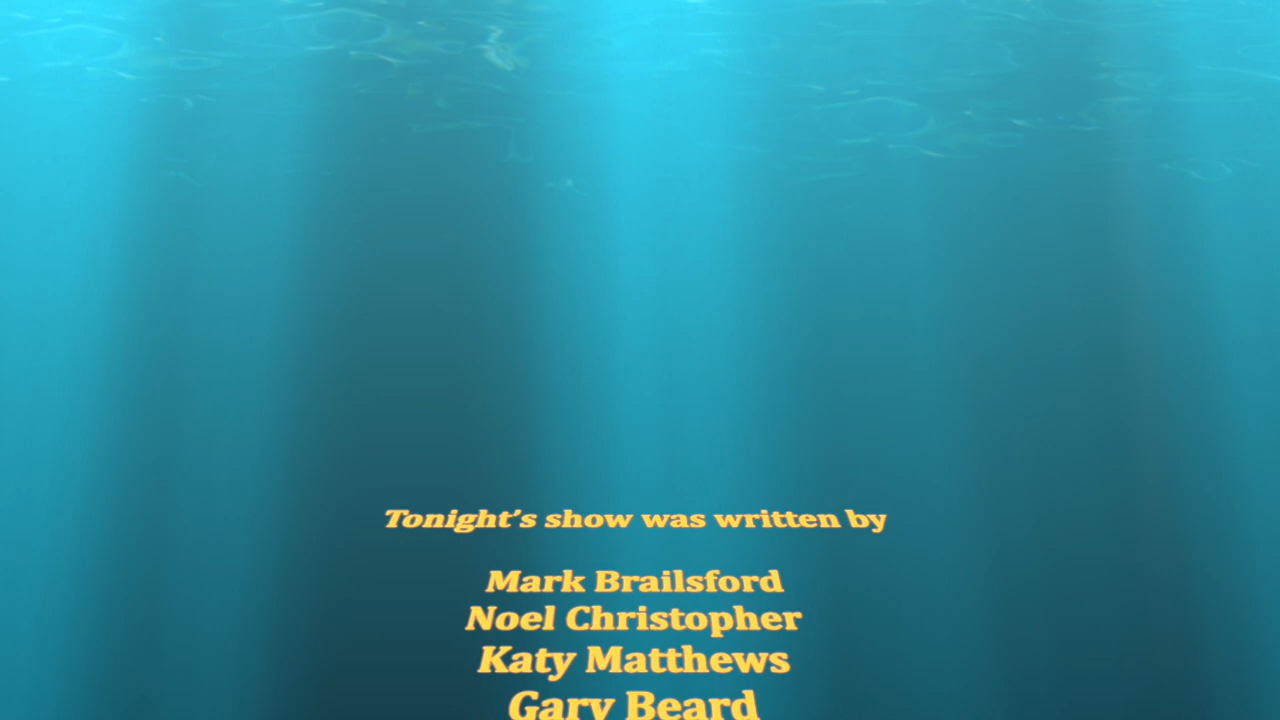 Tonight's show was written by
Mark Brailsford
Noel Christopher
Katy Matthews
Gary Beard